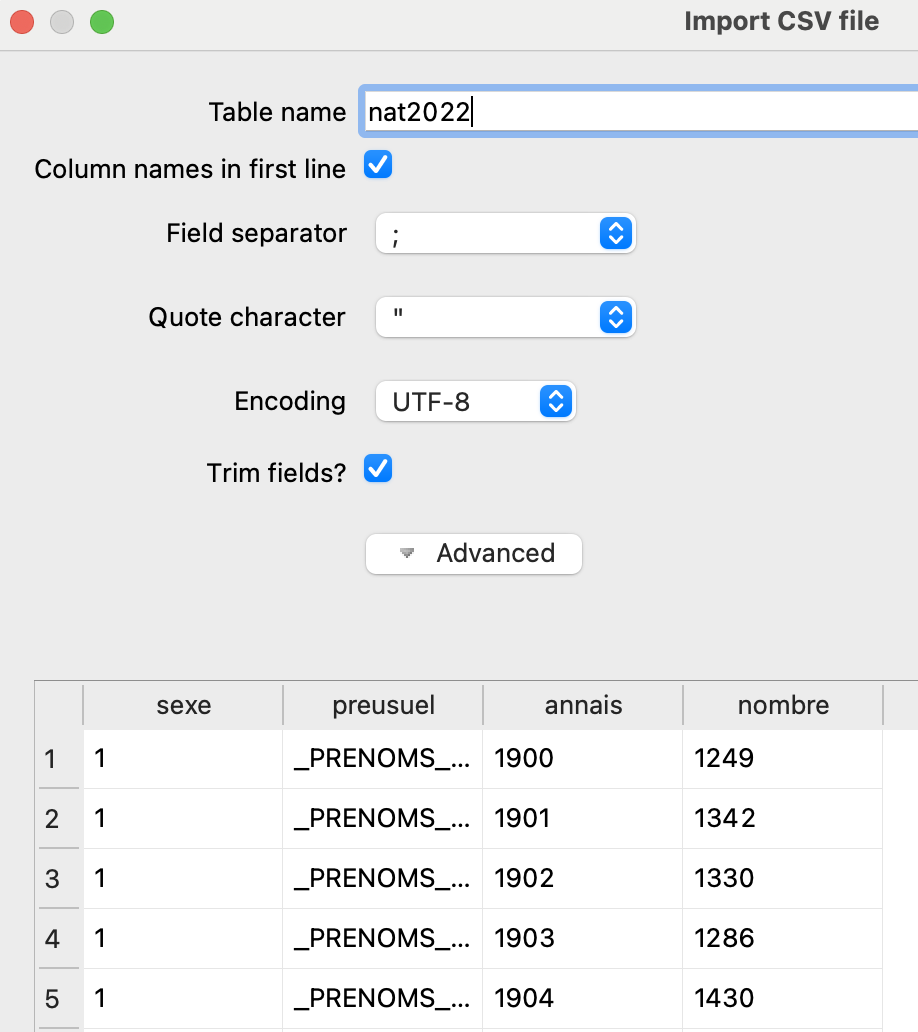 Import CSV file
Table name nat2022
Column names in first line
Field separator ;
Quote character "
Encoding UTF-8
Trim fields?
Advanced
sexe preusuel annais nombre
1 1 _PRENOMS_... 1900 1249
2 1 _PRENOMS_... 1901 1342
3 1 _PRENOMS_... 1902 1330
4 1 _PRENOMS_... 1903 1286
5 1 _PRENOMS_... 1904 1430